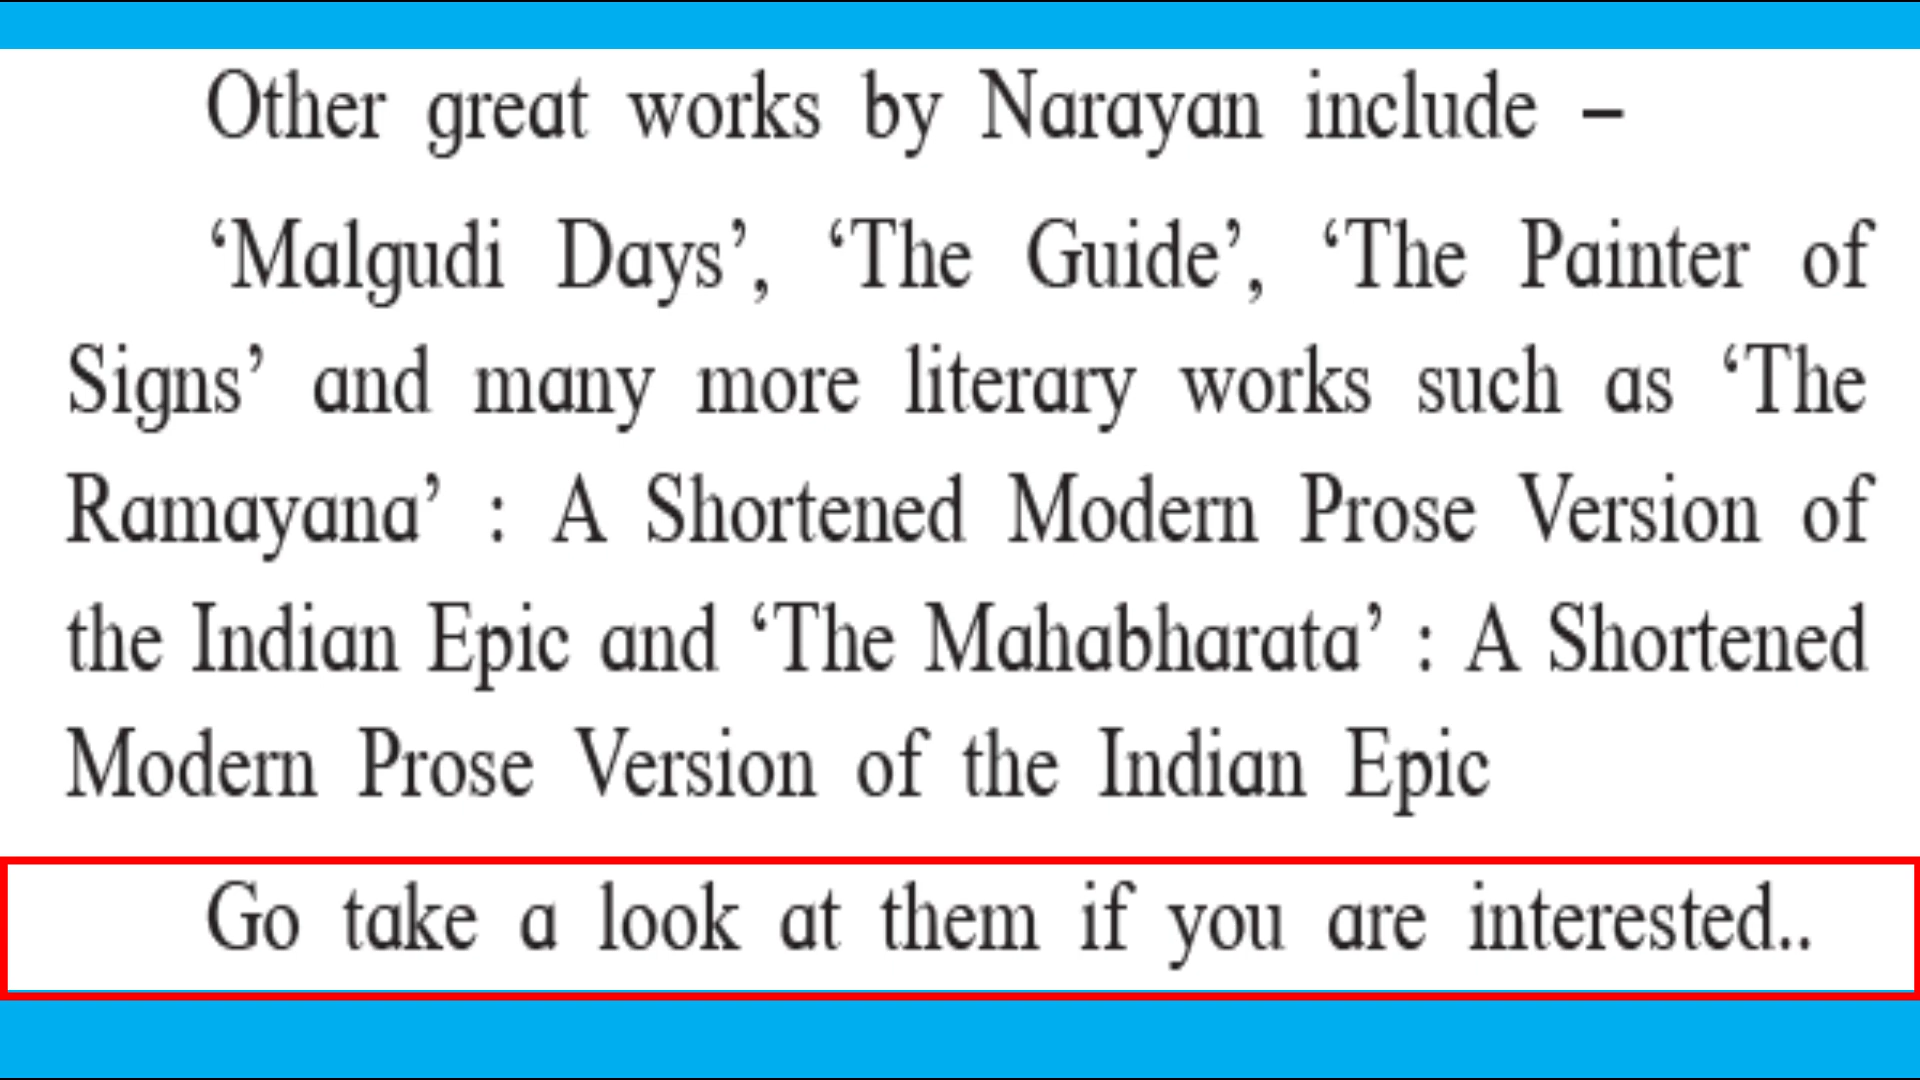 Other great works by Narayan include –
‘Malgudi Days’, ‘The Guide’, ‘The Painter of
Signs’ and many more literary works such as ‘The
Ramayana’ : A Shortened Modern Prose Version of
the Indian Epic and ‘The Mahabharata’ : A Shortened
Modern Prose Version of the Indian Epic
Go take a look at them if you are interested..